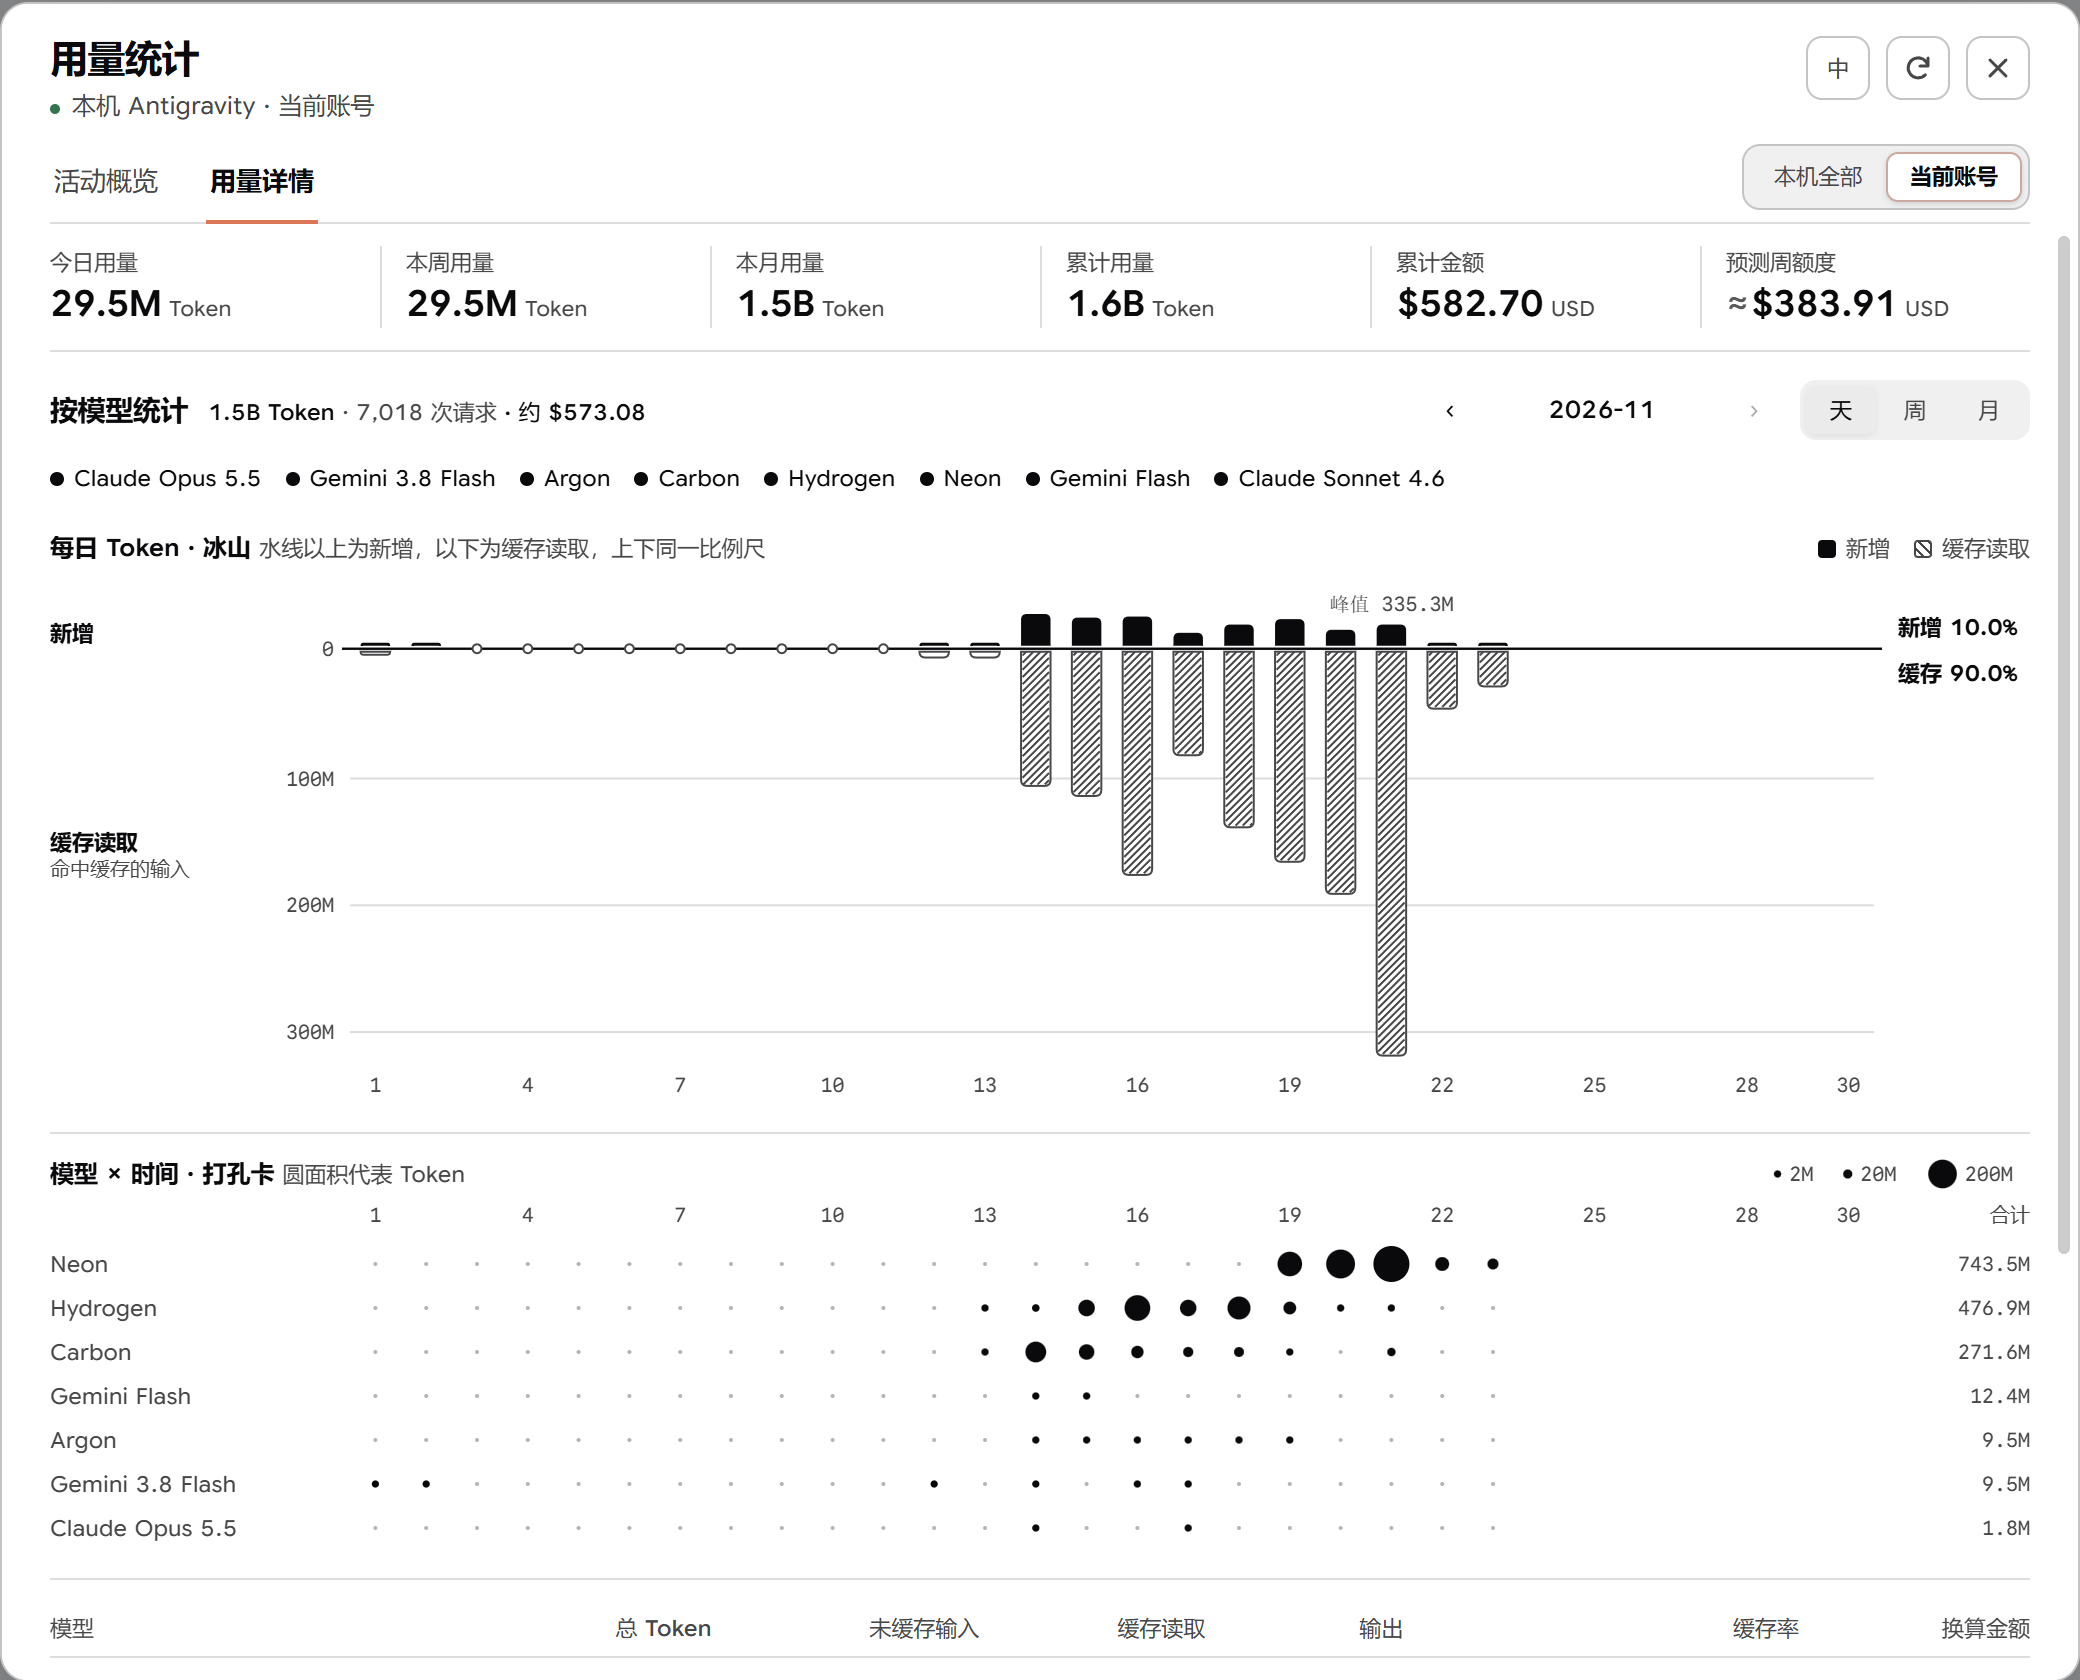 用量统计
中
本机 Antigravity · 当前账号
活动概览 用量详情 本机全部 当前账号
今日用量 本周用量 本月用量 累计用量 累计金额 预测周额度
29.5M Token 29.5M Token 1.5B Token 1.6B Token $582.70 USD ≈$383.91 USD
按模型统计 1.5B Token · 7,018 次请求 · 约 $573.08 ‹ 2026-11 › 天 周 月
Claude Opus 5.5 Gemini 3.8 Flash Argon Carbon Hydrogen Neon Gemini Flash Claude Sonnet 4.6
每日 Token · 冰山 水线以上为新增，以下为缓存读取，上下同一比例尺 新增 缓存读取
峰值 335.3M
新增 新增 10.0%
0
缓存 90.0%
100M
缓存读取
命中缓存的输入
200M
300M
1 4 7 10 13 16 19 22 25 28 30
模型 × 时间 · 打孔卡 圆面积代表 Token 2M 20M 200M
1 4 7 10 13 16 19 22 25 28 30 合计
Neon 743.5M
Hydrogen 476.9M
Carbon 271.6M
Gemini Flash 12.4M
Argon 9.5M
Gemini 3.8 Flash 9.5M
Claude Opus 5.5 1.8M
模型 总 Token 未缓存输入 缓存读取 输出 缓存率 换算金额